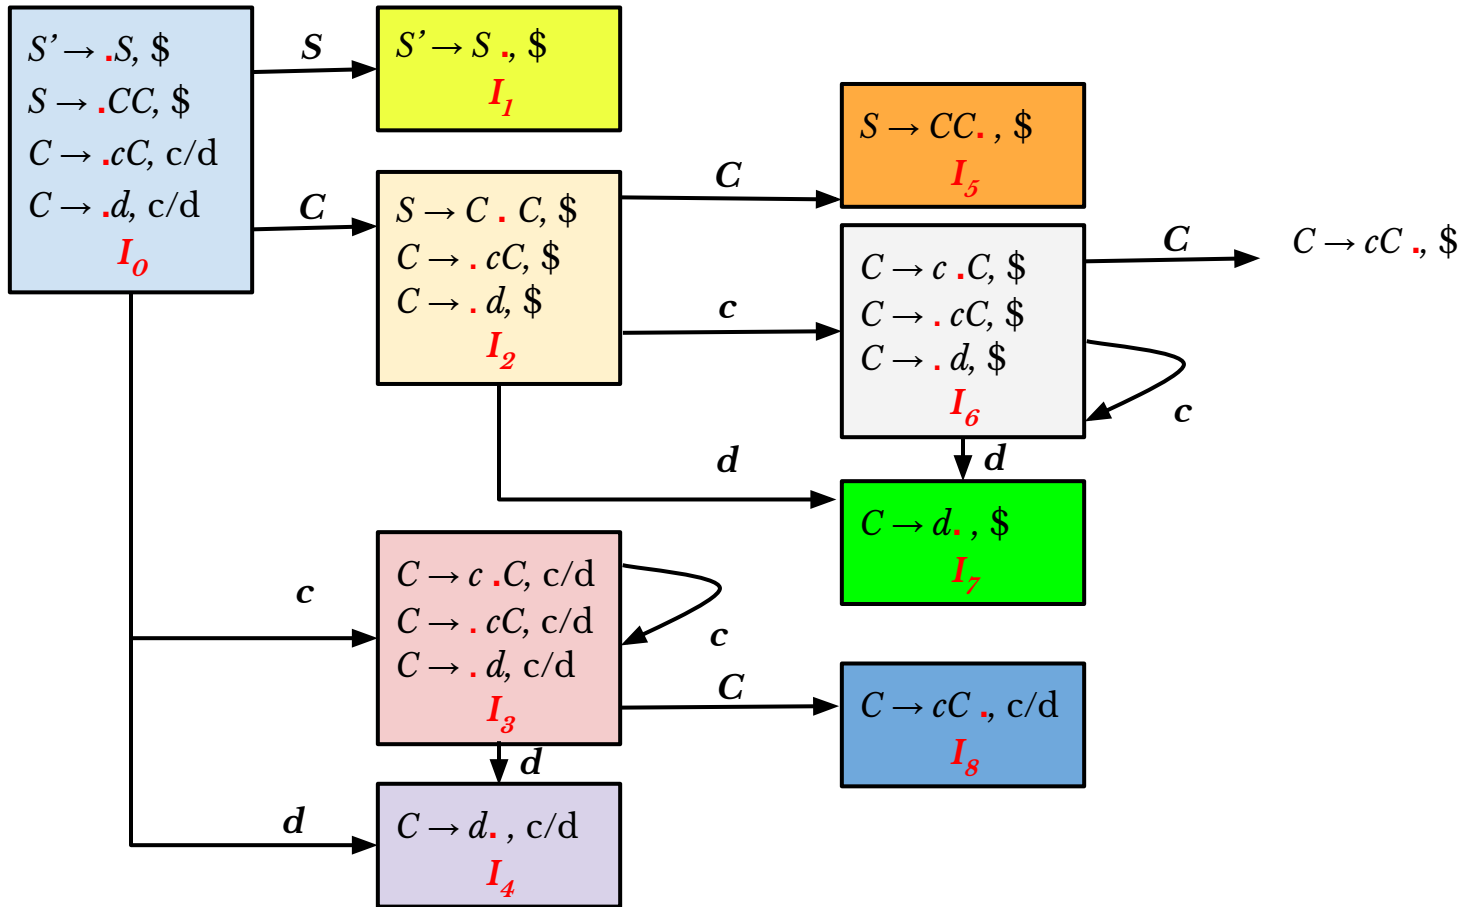 S’ → .S, $
S → .CC, $
C → .cC, c/d
C → .d, c/d
I0
S
S’ → S ., $
I1
C
S → C . C, $
C → . cC, $
C → . d, $
I2
C
S → CC. , $
I5
c
C → c .C, $
C → . cC, $
C → . d, $
I6
C
C → cC ., $
c
d
d
C → d. , $
I7
c
C → c .C, c/d
C → . cC, c/d
C → . d, c/d
I3
c
C
C → cC ., c/d
I8
d
d
C → d. , c/d
I4